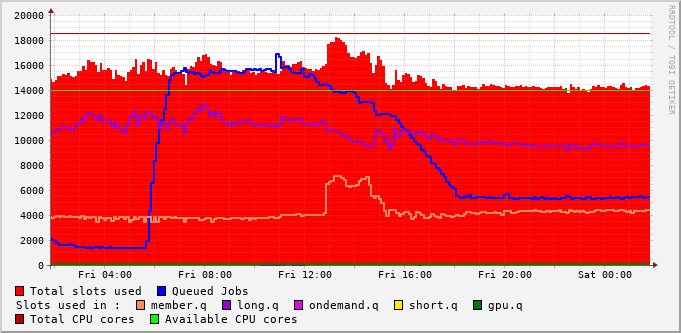 20000
18000
16000
14000
12000
10000
8000
6000
4000
2000
0
Fri 04:00 Fri 08:00 Fri 12:00 Fri 16:00 Fri 20:00 Sat 00:00
Total slots used Queued Jobs
Slots used in : member.q long.q ondemand.q short.q gpu.q
Total CPU cores Available CPU cores
RRDTOOL / TOBI OETIKER